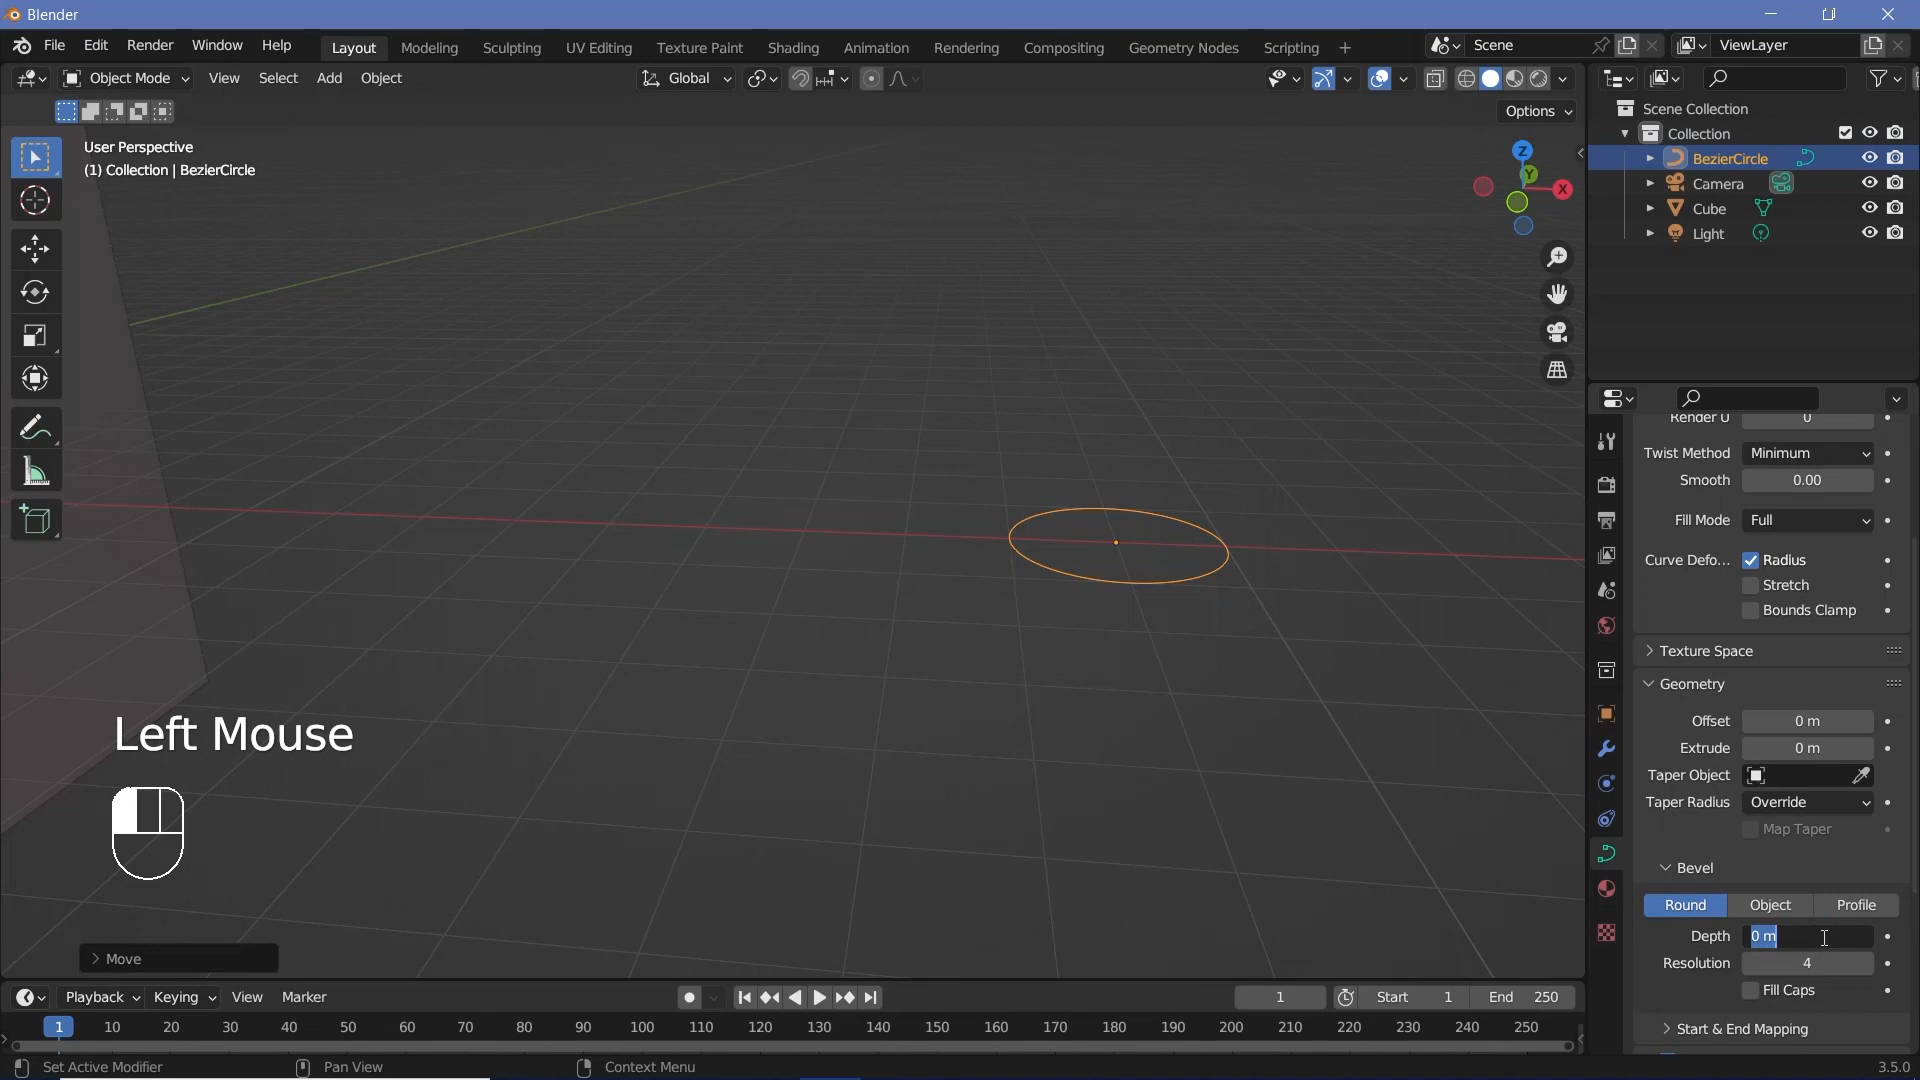 Blender
File Edit Render Window Help Layout Modeling Sculpting UV Editing Texture Paint Shading Animation Rendering Compositing Geometry Nodes Scripting + Scene ViewLayer
Object Mode View Select Add Object Global
Options
User Perspective
(1) Collection | BezierCircle
Z
Y
X
Scene Collection
Collection
BezierCircle
Camera
Cube
Light
Render U 0
Twist Method Minimum
Smooth 0.00
Fill Mode Full
Curve Defo... Radius
Stretch
Bounds Clamp
Texture Space
Geometry
Offset 0 m
Extrude 0 m
Taper Object
Taper Radius Override
Map Taper
Bevel
Round Object Profile
Depth 0 m
Resolution 4
Fill Caps
Start & End Mapping
Left Mouse
Move
Playback Keying View Marker 1 Start 1 End 250
1 10 20 30 40 50 60 70 80 90 100 110 120 130 140 150 160 170 180 190 200 210 220 230 240 250
Set Active Modifier Pan View Context Menu 3.5.0